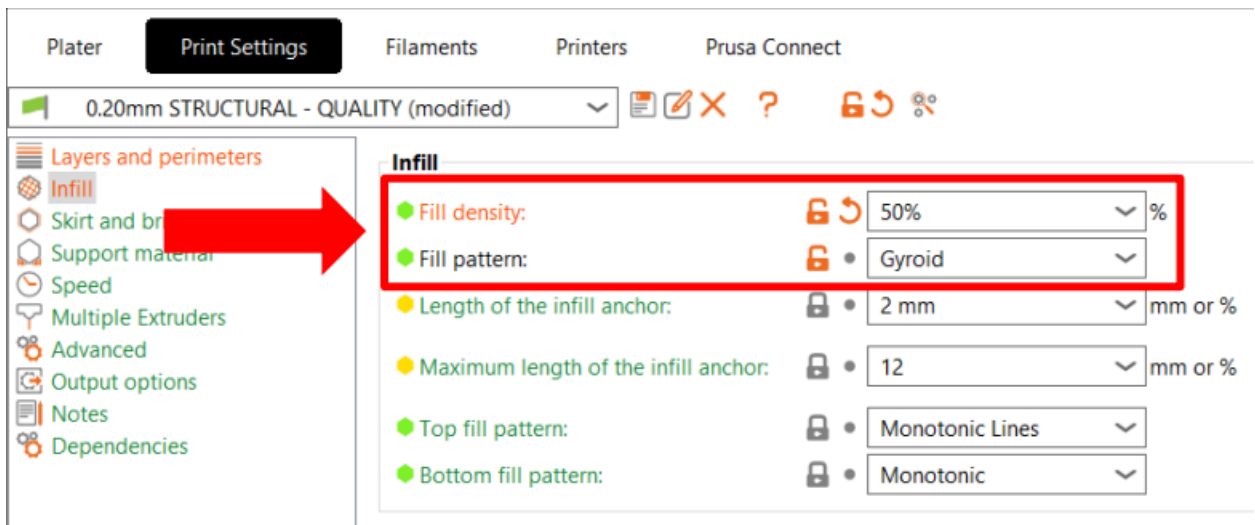 Plater Print Settings Filaments Printers Prusa Connect
0.20mm STRUCTURAL - QUALITY (modified) ?
Layers and perimeters
Infill
Skirt and bri
Support material
Speed
Multiple Extruders
Advanced
Output options
Notes
Dependencies
Infill
Fill density: 50% %
Fill pattern: Gyroid
Length of the infill anchor: 2 mm mm or %
Maximum length of the infill anchor: 12 mm or %
Top fill pattern: Monotonic Lines
Bottom fill pattern: Monotonic